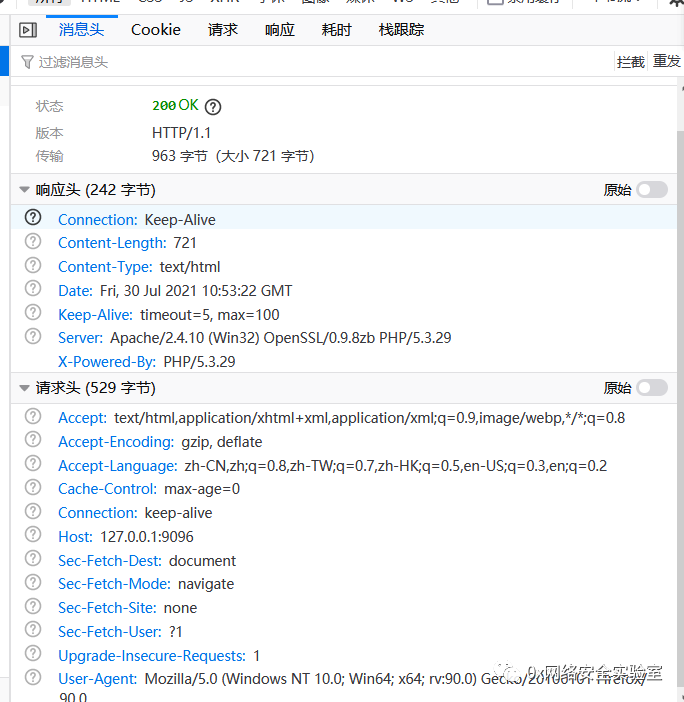 消息头 Cookie 请求 响应 耗时 栈跟踪
过滤消息头 拦截 重发
状态 200 OK
版本 HTTP/1.1
传输 963 字节（大小 721 字节）
响应头 (242 字节) 原始
Connection: Keep-Alive
Content-Length: 721
Content-Type: text/html
Date: Fri, 30 Jul 2021 10:53:22 GMT
Keep-Alive: timeout=5, max=100
Server: Apache/2.4.10 (Win32) OpenSSL/0.9.8zb PHP/5.3.29
X-Powered-By: PHP/5.3.29
请求头 (529 字节) 原始
Accept: text/html,application/xhtml+xml,application/xml;q=0.9,image/webp,*/*;q=0.8
Accept-Encoding: gzip, deflate
Accept-Language: zh-CN,zh;q=0.8,zh-TW;q=0.7,zh-HK;q=0.5,en-US;q=0.3,en;q=0.2
Cache-Control: max-age=0
Connection: keep-alive
Host: 127.0.0.1:9096
Sec-Fetch-Dest: document
Sec-Fetch-Mode: navigate
Sec-Fetch-Site: none
Sec-Fetch-User: ?1
Upgrade-Insecure-Requests: 1
0x网络安全实验室
User-Agent: Mozilla/5.0 (Windows NT 10.0; Win64; x64; rv:90.0) Gecko/20100101 Firefox/
90.0